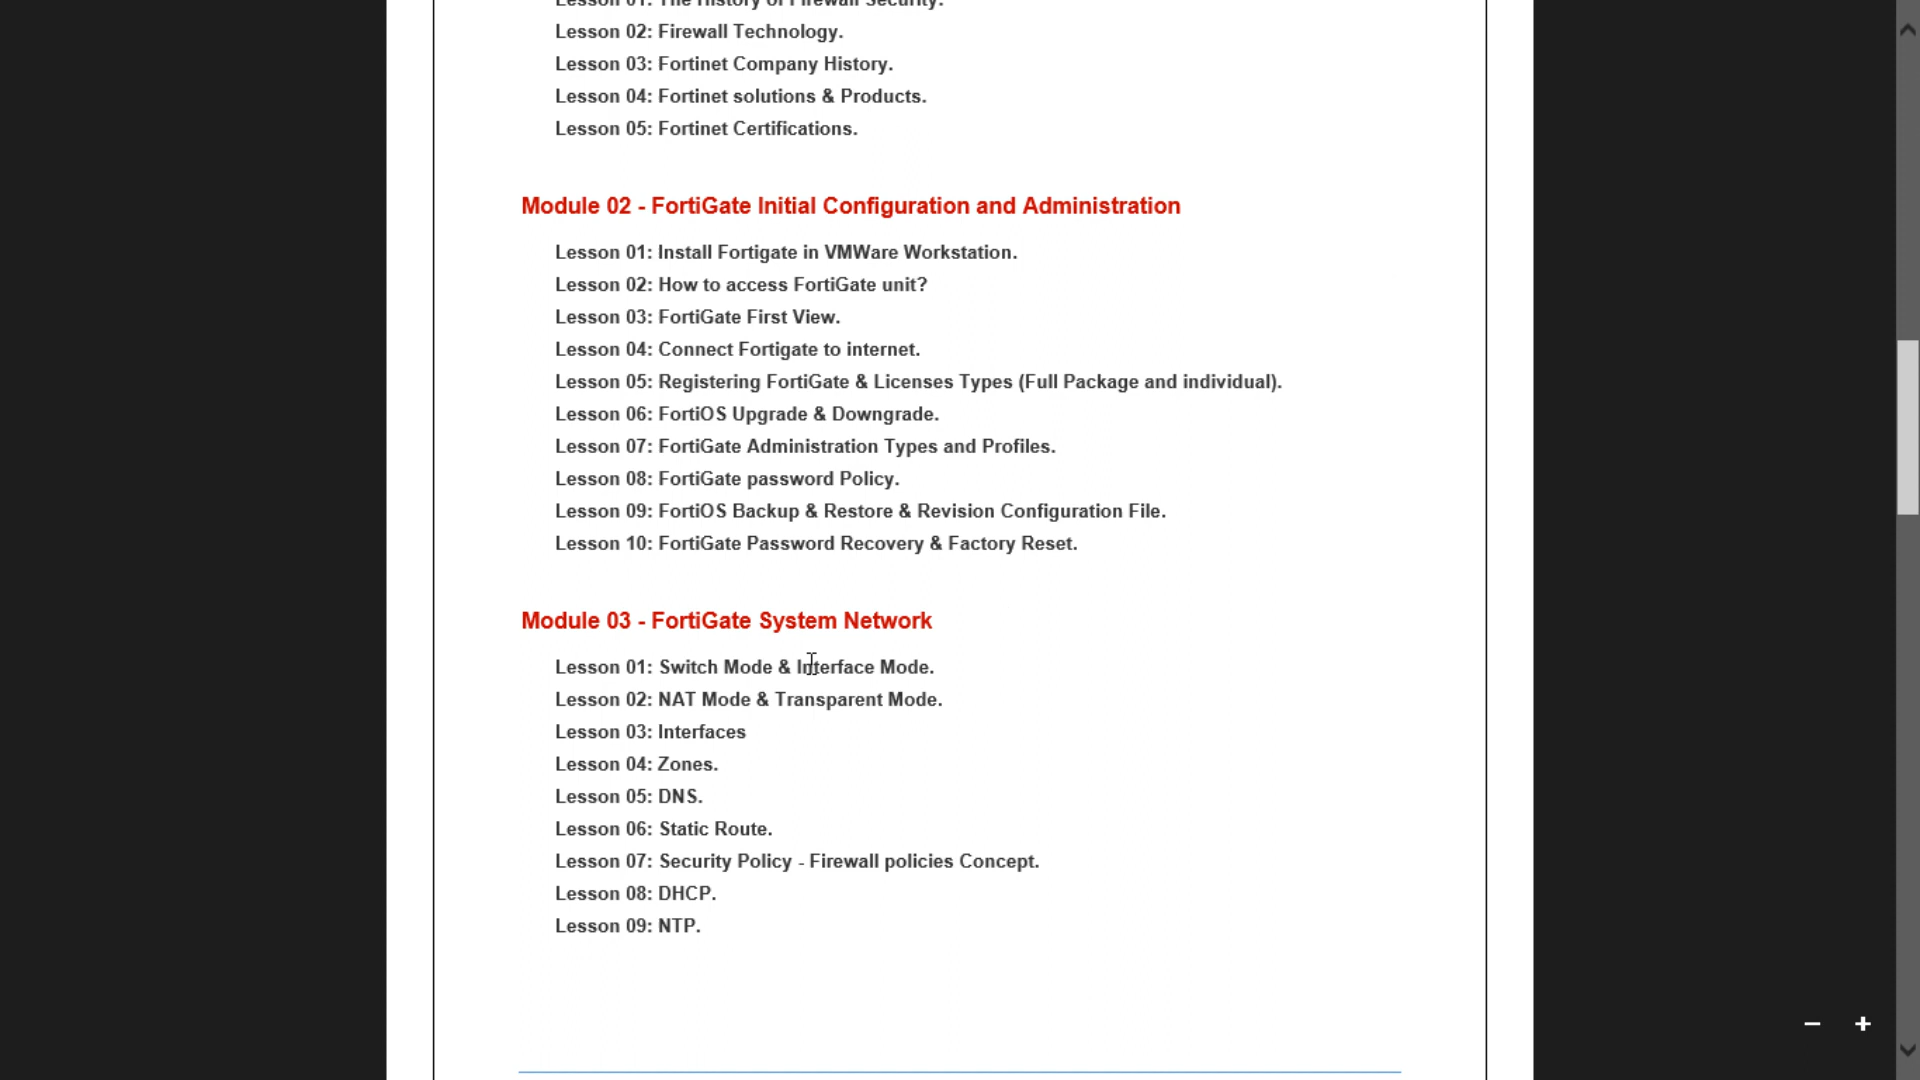 Lesson 01: The History of Firewall Security.
Lesson 02: Firewall Technology.
Lesson 03: Fortinet Company History.
Lesson 04: Fortinet solutions & Products.
Lesson 05: Fortinet Certifications.
Module 02 - FortiGate Initial Configuration and Administration
Lesson 01: Install Fortigate in VMWare Workstation.
Lesson 02: How to access FortiGate unit?
Lesson 03: FortiGate First View.
Lesson 04: Connect Fortigate to internet.
Lesson 05: Registering FortiGate & Licenses Types (Full Package and individual).
Lesson 06: FortiOS Upgrade & Downgrade.
Lesson 07: FortiGate Administration Types and Profiles.
Lesson 08: FortiGate password Policy.
Lesson 09: FortiOS Backup & Restore & Revision Configuration File.
Lesson 10: FortiGate Password Recovery & Factory Reset.
Module 03 - FortiGate System Network
Lesson 01: Switch Mode & Interface Mode.
Lesson 02: NAT Mode & Transparent Mode.
Lesson 03: Interfaces
Lesson 04: Zones.
Lesson 05: DNS.
Lesson 06: Static Route.
Lesson 07: Security Policy - Firewall policies Concept.
Lesson 08: DHCP.
Lesson 09: NTP.